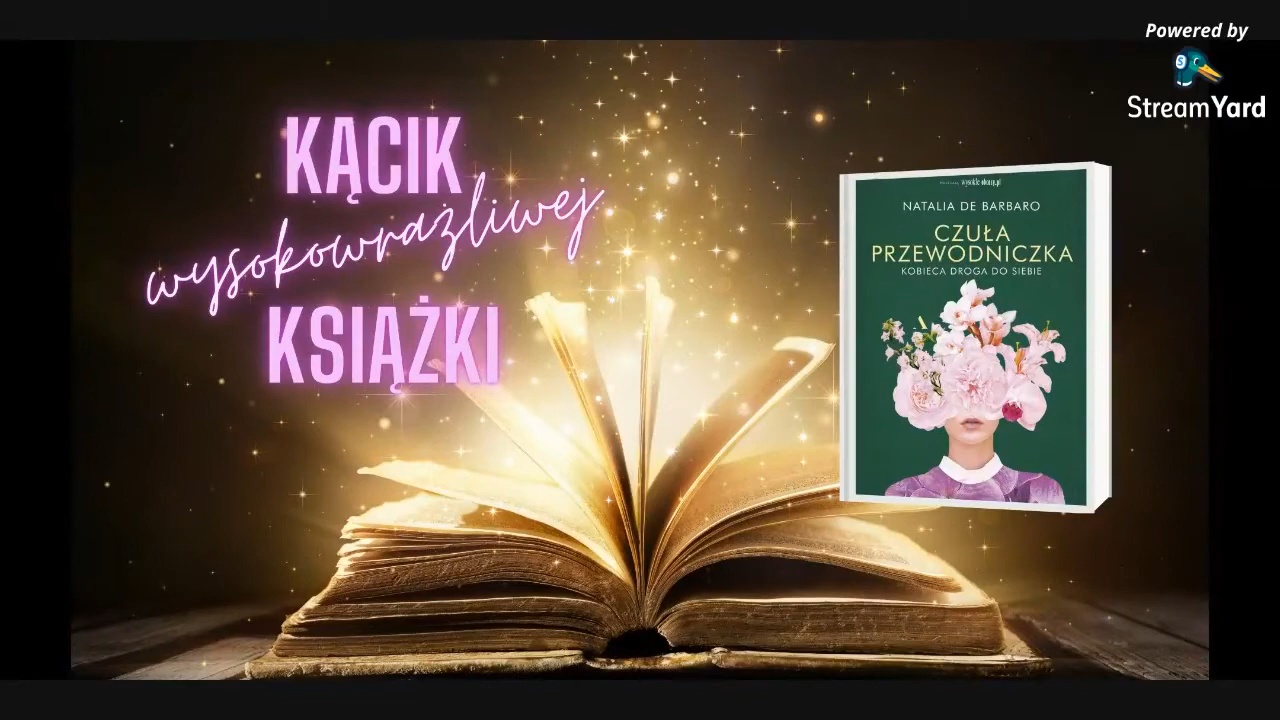 KĄCIK
wysokowrażliwej
KSIĄŻKI
Powered by
StreamYard
NATALIA DE BARBARO
CZUŁA
PRZEWODNICZKA
KOBIECA DROGA DO SIEBIE